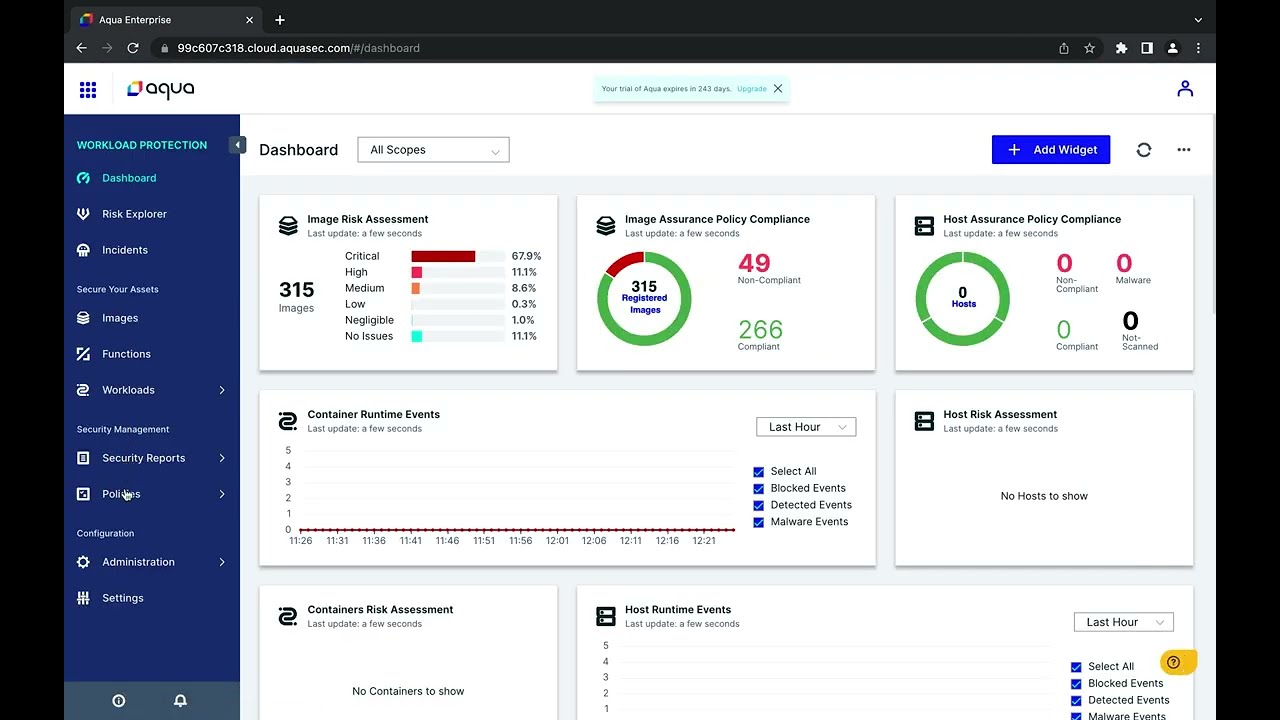 Aqua Enterprise
99c607c318.cloud.aquasec.com/#/dashboard
aqua
Your trial of Aqua expires in 243 days. Upgrade
WORKLOAD PROTECTION
Dashboard
Risk Explorer
Incidents
Secure Your Assets
Images
Functions
Workloads
Security Management
Security Reports
Policies
Configuration
Administration
Settings
Dashboard
All Scopes
Add Widget
Image Risk Assessment
Last update: a few seconds
315
Images
Critical 67.9%
High 11.1%
Medium 8.6%
Low 0.3%
Negligible 1.0%
No Issues 11.1%
Image Assurance Policy Compliance
Last update: a few seconds
315
Registered
Images
49
Non-Compliant
266
Compliant
Host Assurance Policy Compliance
Last update: a few seconds
0
Hosts
0
Non-
Compliant
0
Malware
0
Compliant
0
Not-
Scanned
Container Runtime Events
Last update: a few seconds
Last Hour
5
4
3
2
1
0
11:26 11:31 11:36 11:41 11:46 11:51 11:56 12:01 12:06 12:11 12:16 12:21
Select All
Blocked Events
Detected Events
Malware Events
Host Risk Assessment
Last update: a few seconds
No Hosts to show
Containers Risk Assessment
Last update: a few seconds
No Containers to show
Host Runtime Events
Last update: a few seconds
Last Hour
5
4
3
2
1
Select All
Blocked Events
Detected Events
Malware Events